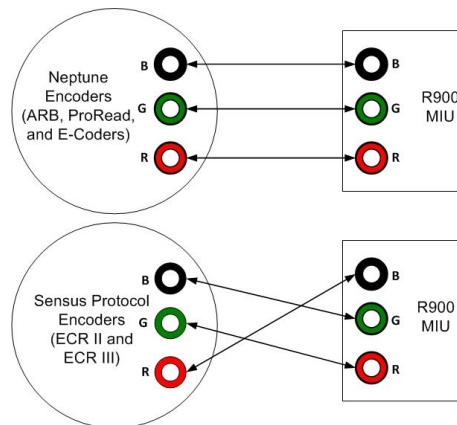 Neptune
Encoders
(ARB, ProRead,
and E-Coders)
B
G
R
B
G
R
R900
MIU
Sensus Protocol
Encoders
(ECR II and
ECR III)
B
G
R
B
G
R
R900
MIU